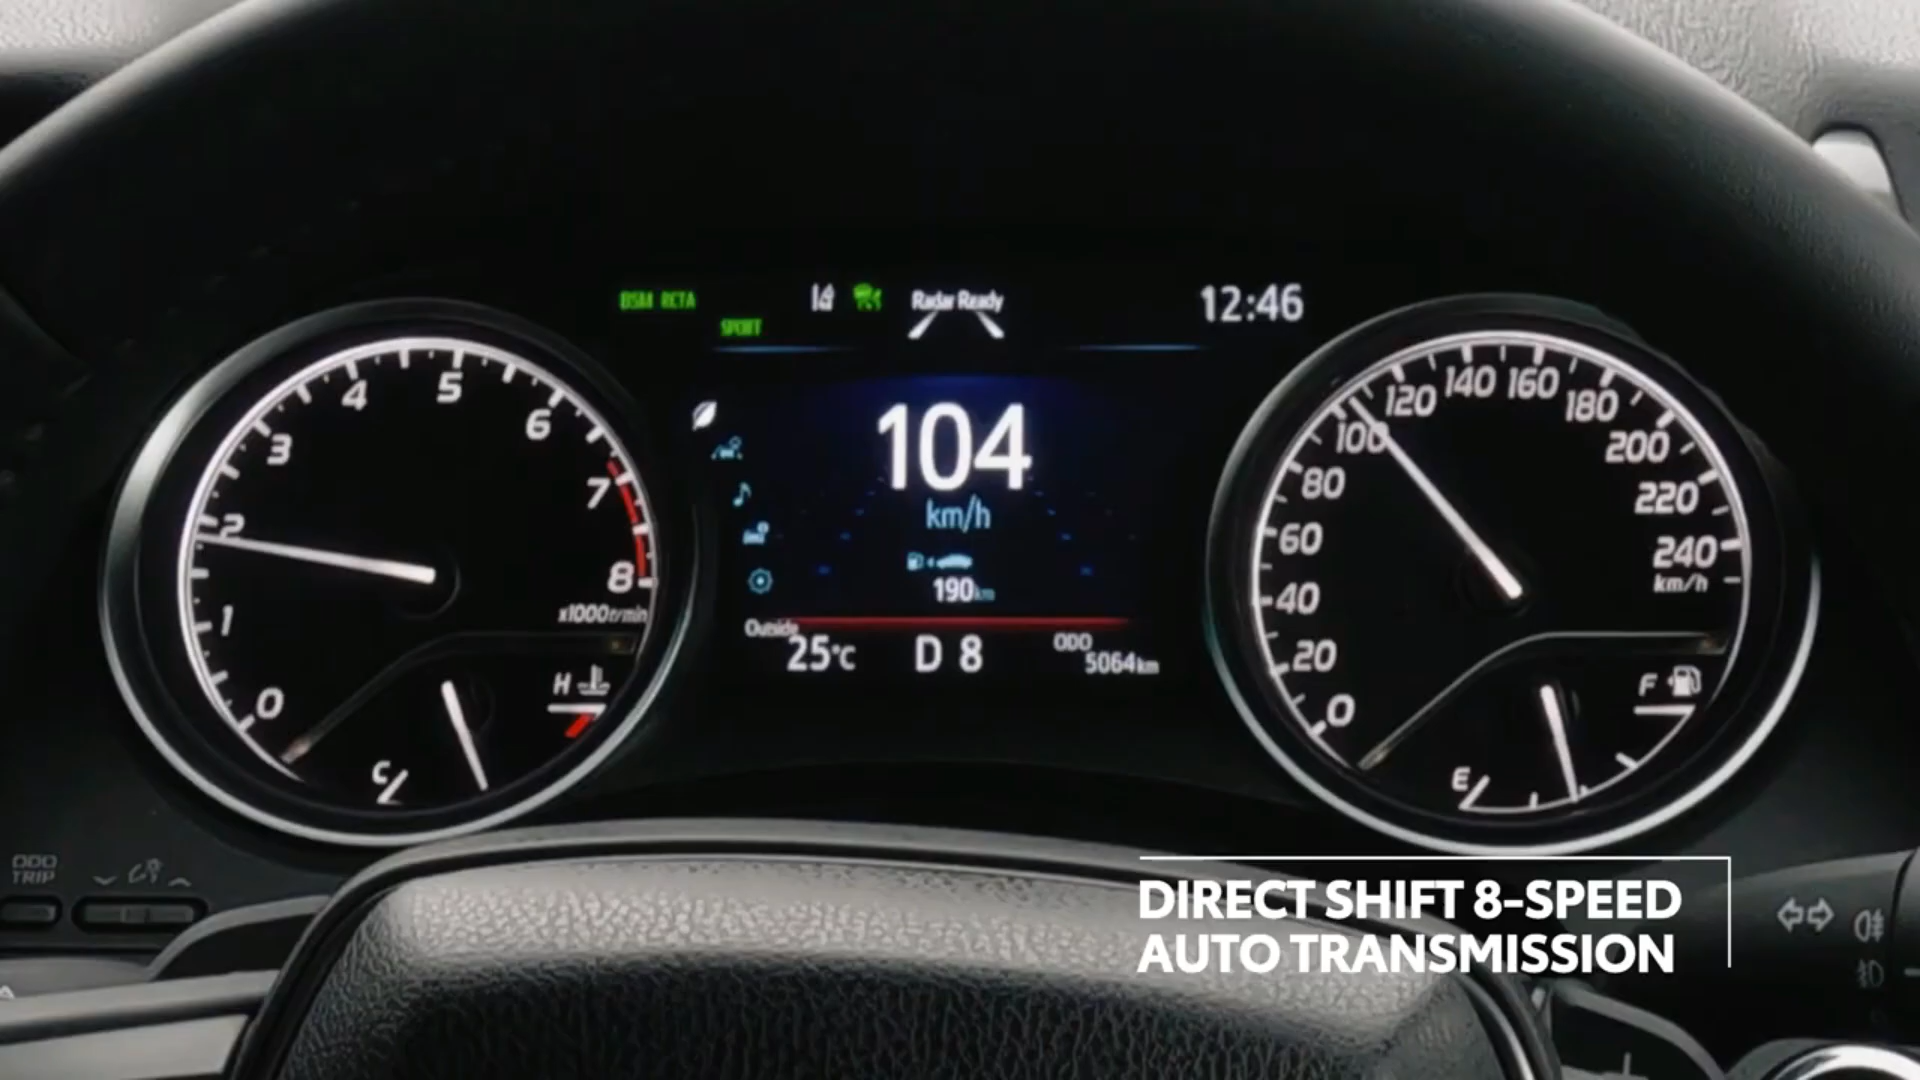 BSM RCTA
SPORT
Radar Ready
12:46
0
1
2
3
4
5
6
7
8
x1000r/min
C
H
104
km/h
190km
Outside
25°C
D 8
ODO
5064km
0
20
40
60
80
100
120
140
160
180
200
220
240
km/h
E
F
ODO
TRIP
DIRECT SHIFT 8-SPEED
AUTO TRANSMISSION